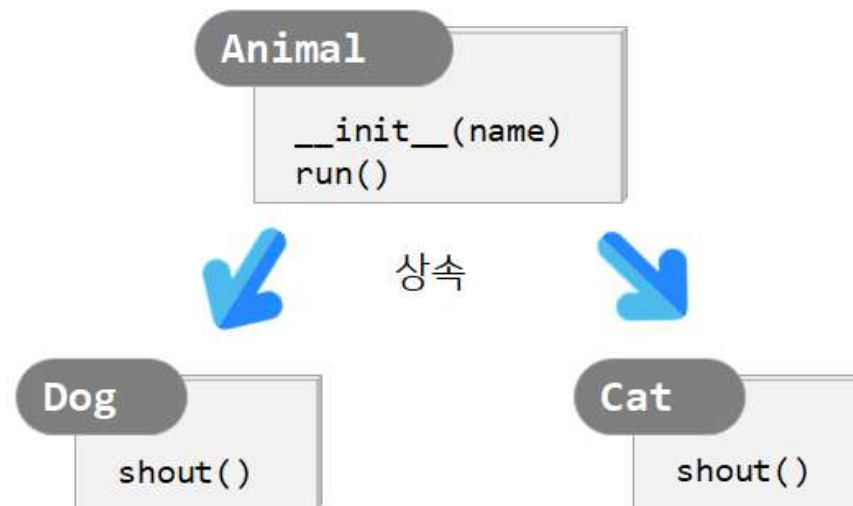 Animal
__init__(name)
run()
상속
Dog
Cat
shout()
shout()